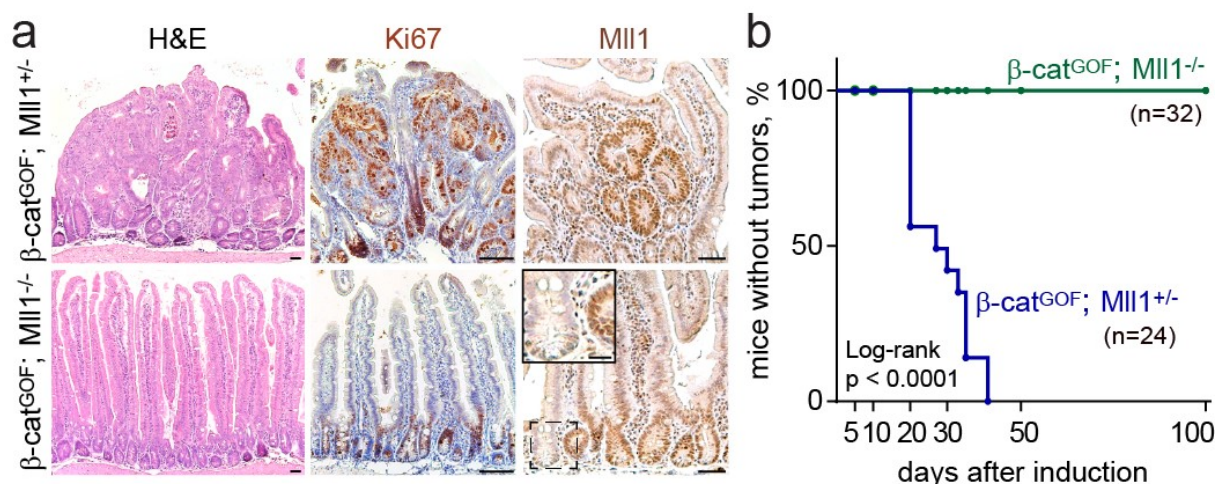 a
H&E
Ki67
Mll1
β-catGOF; Mll1+/-
β-catGOF; Mll1-/-
b
mice without tumors, %
100
50
0
β-catGOF; Mll1-/-
(n=32)
β-catGOF; Mll1+/-
(n=24)
Log-rank
p < 0.0001
5 10 20 30 50 100
days after induction